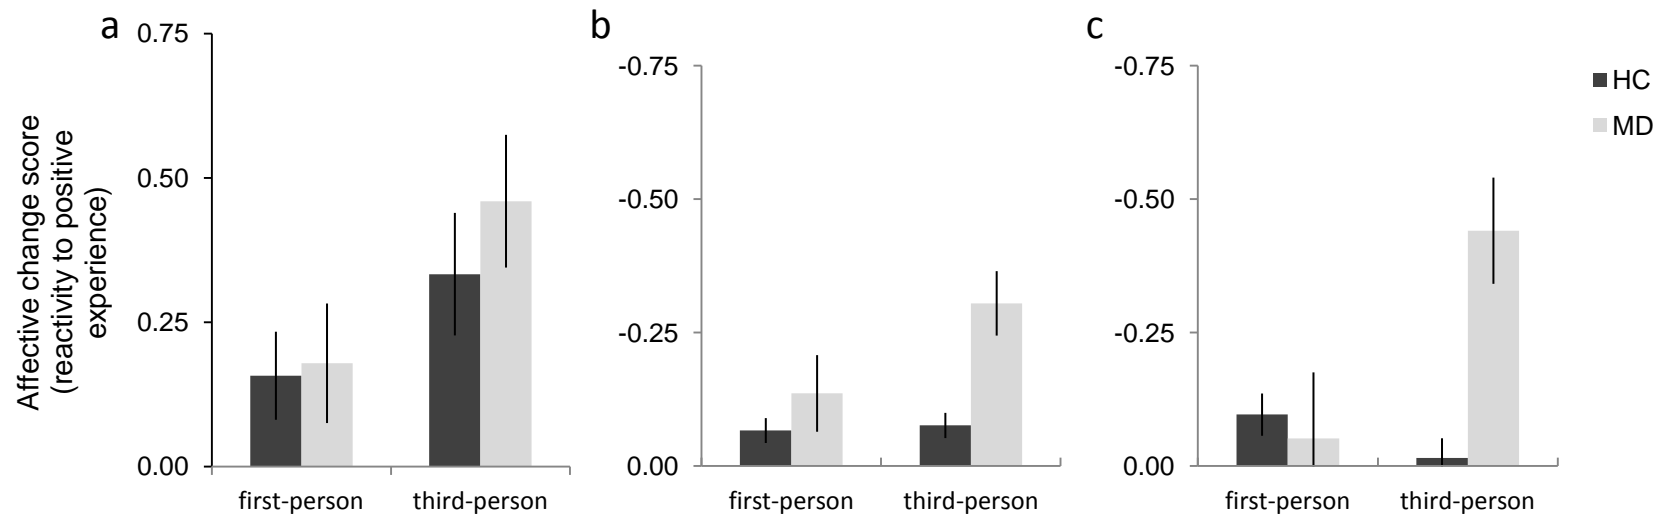 a
Affective change score
(reactivity to positive
experience)
0.75
0.50
0.25
0.00
first-person third-person
b
-0.75
-0.50
-0.25
0.00
first-person third-person
c
-0.75
-0.50
-0.25
0.00
first-person third-person
HC
MD